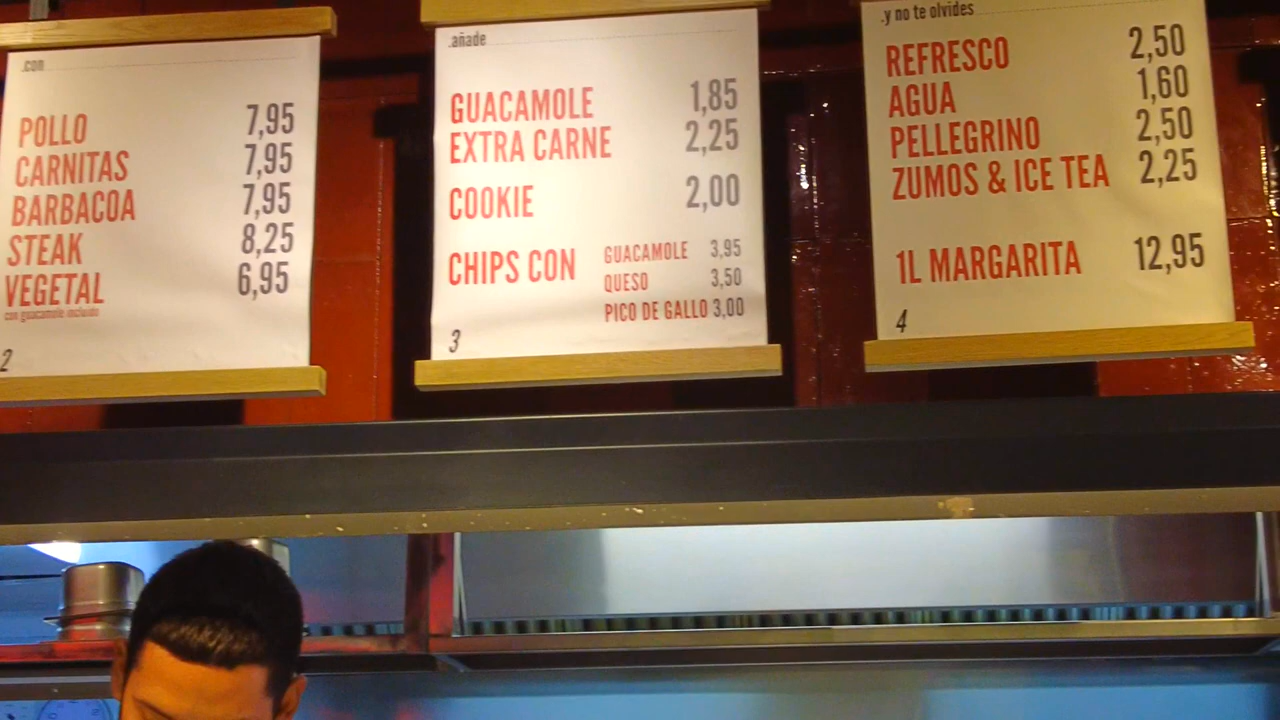 .con
POLLO 7,95
CARNITAS 7,95
BARBACOA 7,95
STEAK 8,25
VEGETAL 6,95
con guacamole incluido
2
.añade
GUACAMOLE 1,85
EXTRA CARNE 2,25
COOKIE 2,00
CHIPS CON GUACAMOLE 3,95
QUESO 3,50
PICO DE GALLO 3,00
3
.y no te olvides
REFRESCO 2,50
AGUA 1,60
PELLEGRINO 2,50
ZUMOS & ICE TEA 2,25
1L MARGARITA 12,95
4